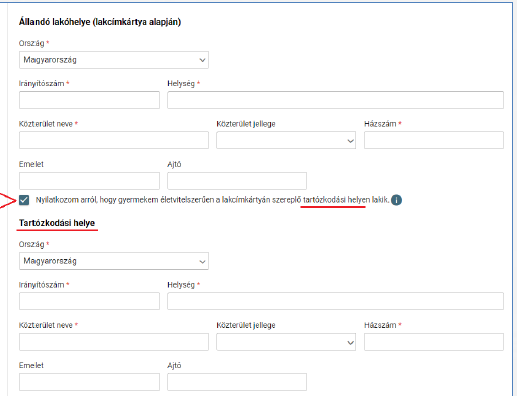 Állandó lakóhelye (lakcímkártya alapján)
Ország *
Magyarország
Irányítószám * Helység *
Közterület neve * Közterület jellege Házszám *
Emelet Ajtó
Nyilatkozom arról, hogy gyermekem életvitelszerűen a lakcímkártyán szereplő tartózkodási helyen lakik. i
Tartózkodási helye
Ország *
Magyarország
Irányítószám * Helység *
Közterület neve * Közterület jellege Házszám *
Emelet Ajtó